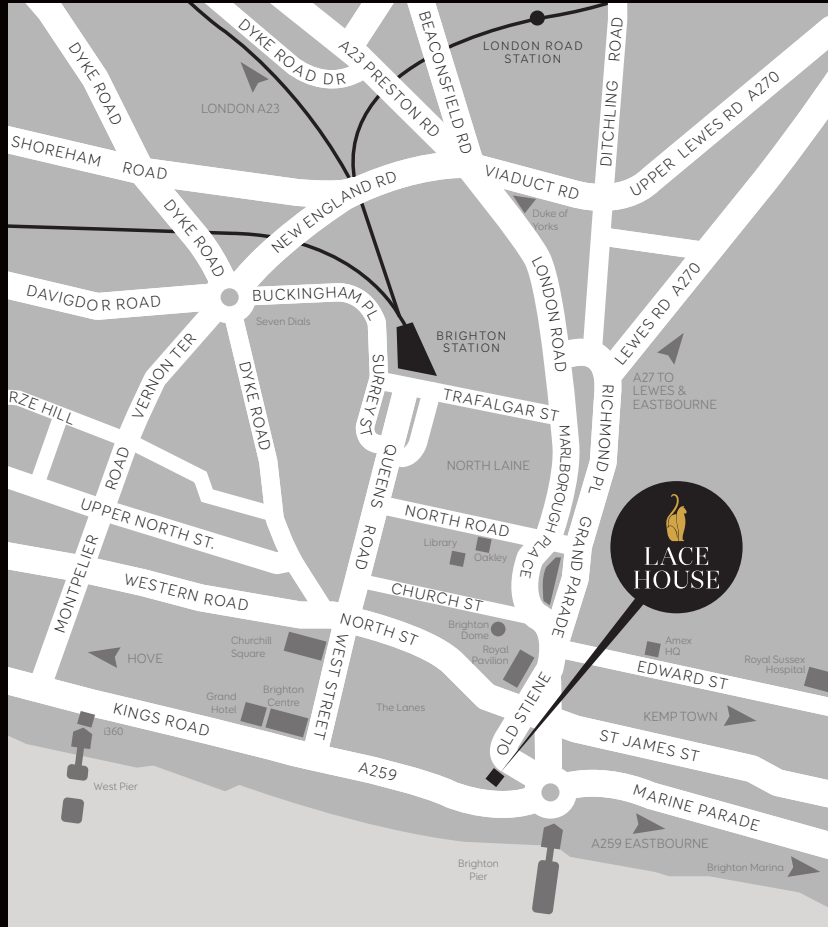 DYKE ROAD
DYKE ROAD DR
A23 PRESTON RD
BEACONSFIELD RD
LONDON ROAD
STATION
DITCHLING ROAD
UPPER LEWES RD A270
LONDON A23
SHOREHAM ROAD
NEW ENGLAND RD
VIADUCT RD
DYKE ROAD
Duke of
Yorks
DAVIGDOR ROAD
BUCKINGHAM PL
Seven Dials
LONDON ROAD
LEWES RD A270
BRIGHTON
STATION
VERNON TER
DYKE ROAD
SURREY ST
TRAFALGAR ST
A27 TO
LEWES &
EASTBOURNE
RZE HILL
RICHMOND PL
MARLBOROUGH PLACE
NORTH LAINE
QUEENS ROAD
MONTPELIER ROAD
UPPER NORTH ST.
NORTH ROAD
GRAND PARADE
LACE
HOUSE
Library
Oakley
WESTERN ROAD
CHURCH ST
NORTH ST
Brighton
Dome
Royal
Pavilion
Amex
HQ
Royal Sussex
Hospital
EDWARD ST
HOVE
Churchill
Square
WEST STREET
Grand
Hotel
Brighton
Centre
The Lanes
OLD STIENE
KEMP TOWN
KINGS ROAD
i360
ST JAMES ST
A259
West Pier
MARINE PARADE
A259 EASTBOURNE
Brighton
Pier
Brighton Marina